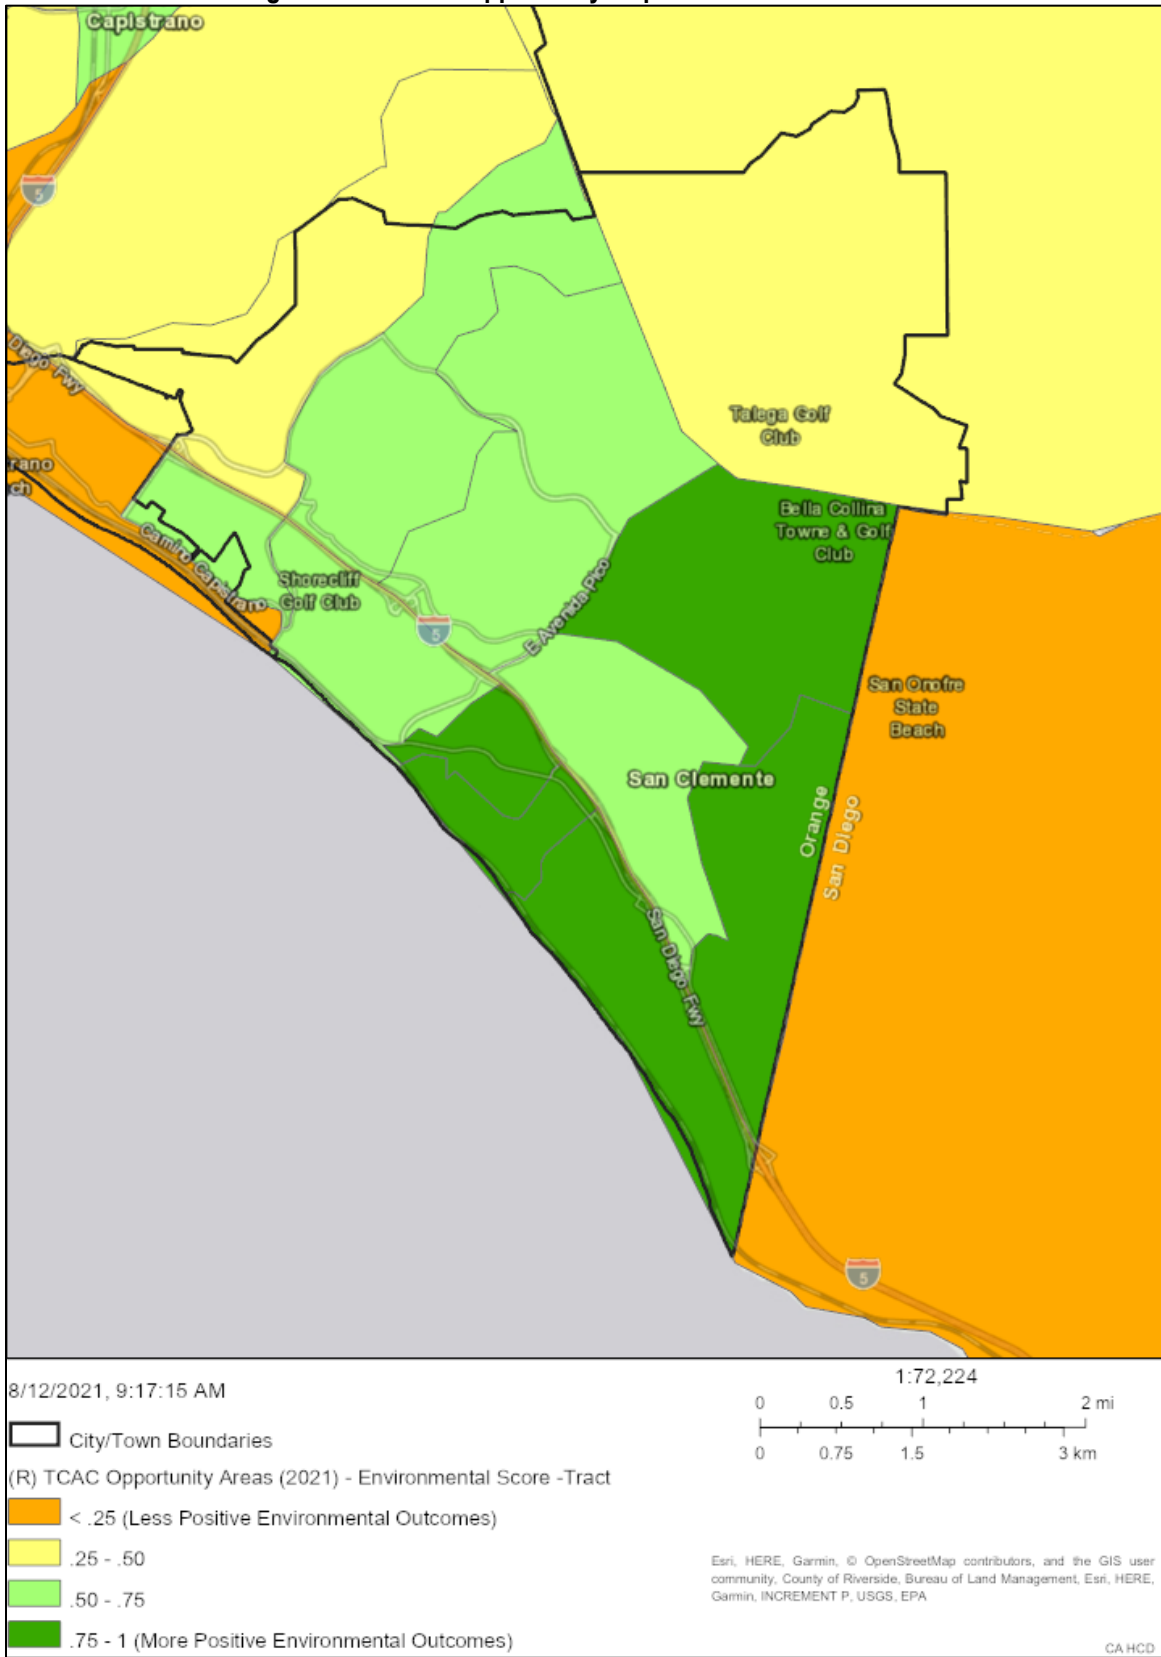 Capistrano
5
Diego Fwy
Talega Golf
Club
rano
ch
Bella Collina
Towne & Golf
Club
Camino Capistrano
Shorecliff
Golf Club
5
E Avenida Pico
San Onofre
State
Beach
San Clemente
Orange
San Diego
San Diego Fwy
5
8/12/2021, 9:17:15 AM
1:72,224
0 0.5 1 2 mi
0 0.75 1.5 3 km
City/Town Boundaries
(R) TCAC Opportunity Areas (2021) - Environmental Score -Tract
< .25 (Less Positive Environmental Outcomes)
.25 - .50
.50 - .75
.75 - 1 (More Positive Environmental Outcomes)
Esri, HERE, Garmin, © OpenStreetMap contributors, and the GIS user
community, County of Riverside, Bureau of Land Management, Esri, HERE,
Garmin, INCREMENT P, USGS, EPA
CA HCD